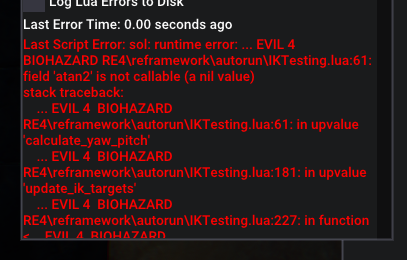 Log Lua Errors to Disk
Last Error Time: 0.00 seconds ago
Last Script Error: sol: runtime error: ... EVIL 4
BIOHAZARD RE4\reframework\autorun\IKTesting.lua:61:
field 'atan2' is not callable (a nil value)
stack traceback:
... EVIL 4 BIOHAZARD
RE4\reframework\autorun\IKTesting.lua:61: in upvalue
'calculate_yaw_pitch'
... EVIL 4 BIOHAZARD
RE4\reframework\autorun\IKTesting.lua:181: in upvalue
'update_ik_targets'
... EVIL 4 BIOHAZARD
RE4\reframework\autorun\IKTesting.lua:227: in function
<... EVIL 4 BIOHAZARD